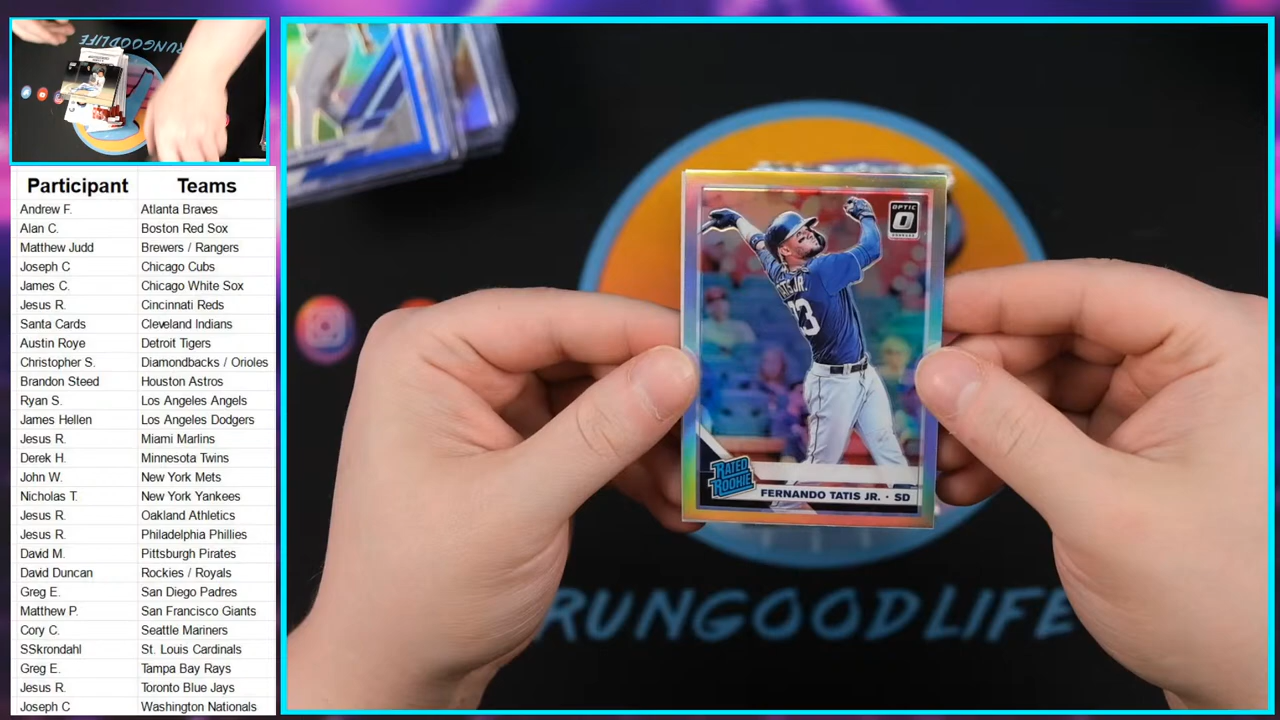 RUNGOODLIFE
Participant Teams
Andrew F. Atlanta Braves
Alan C. Boston Red Sox
Matthew Judd Brewers / Rangers
Joseph C Chicago Cubs
James C. Chicago White Sox
Jesus R. Cincinnati Reds
Santa Cards Cleveland Indians
Austin Roye Detroit Tigers
Christopher S. Diamondbacks / Orioles
Brandon Steed Houston Astros
Ryan S. Los Angeles Angels
James Hellen Los Angeles Dodgers
Jesus R. Miami Marlins
Derek H. Minnesota Twins
John W. New York Mets
Nicholas T. New York Yankees
Jesus R. Oakland Athletics
Jesus R. Philadelphia Phillies
David M. Pittsburgh Pirates
David Duncan Rockies / Royals
Greg E. San Diego Padres
Matthew P. San Francisco Giants
Cory C. Seattle Mariners
SSkrondahl St. Louis Cardinals
Greg E. Tampa Bay Rays
Jesus R. Toronto Blue Jays
Joseph C Washington Nationals
OPTIC
TATIS JR.
RATED
ROOKIE
FERNANDO TATIS JR. · SD
RUNGOODLIFE